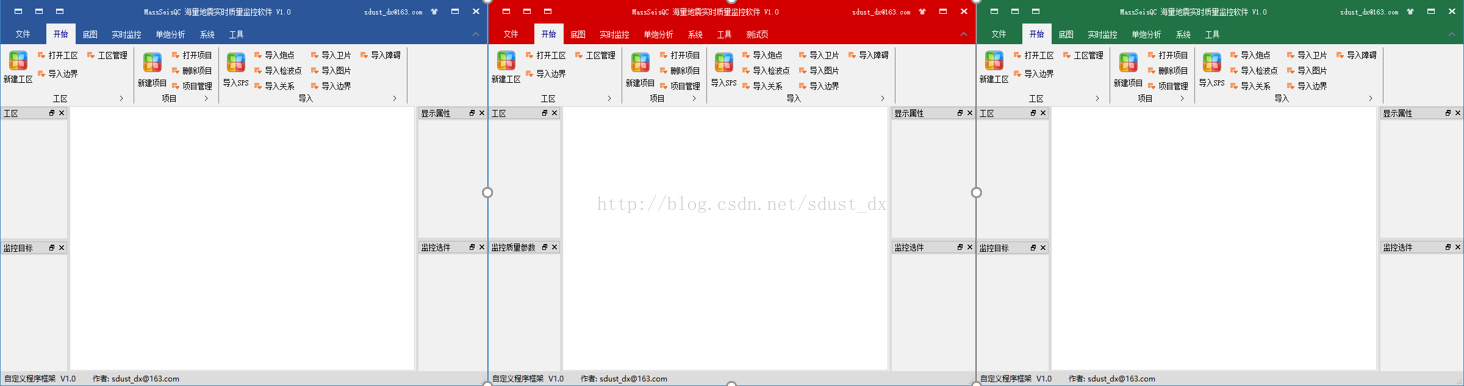 MassSeisQC 海量地震实时质量监控软件 V1.0 sdust_dx@163.com
文件 开始 底图 实时监控 单炮分析 系统 工具
新建工区 打开工区 工区管理 导入边界
工区
新建项目 打开项目 删除项目 项目管理
项目
导入SPS 导入炮点 导入检波点 导入关系 导入卫片 导入图片 导入边界 导入障碍
导入
工区
显示属性
监控目标
监控选件
自定义程序框架 V1.0 作者: sdust_dx@163.com
MassSeisQC 海量地震实时质量监控软件 V1.0 sdust_dx@163.com
文件 开始 底图 实时监控 单炮分析 系统 工具 测试页
新建工区 打开工区 工区管理 导入边界
工区
新建项目 打开项目 删除项目 项目管理
项目
导入SPS 导入炮点 导入检波点 导入关系 导入卫片 导入图片 导入边界 导入障碍
导入
工区
显示属性
http://blog.csdn.net/sdust_dx
监控质量参数
监控选件
自定义程序框架 V1.0 作者: sdust_dx@163.com
MassSeisQC 海量地震实时质量监控软件 V1.0 sdust_dx@163.com
文件 开始 底图 实时监控 单炮分析 系统 工具
新建工区 打开工区 工区管理 导入边界
工区
新建项目 打开项目 删除项目 项目管理
项目
导入SPS 导入炮点 导入检波点 导入关系 导入卫片 导入图片 导入边界 导入障碍
导入
工区
显示属性
监控目标
监控选件
自定义程序框架 V1.0 作者: sdust_dx@163.com